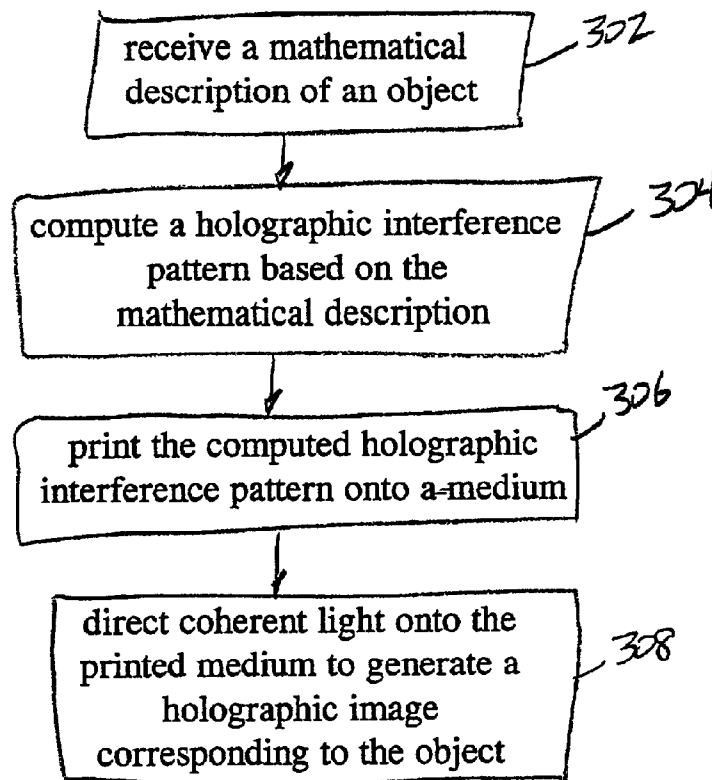 receive a mathematical
description of an object
302
compute a holographic interference
pattern based on the
mathematical description
304
print the computed holographic
interference pattern onto a medium
306
direct coherent light onto the
printed medium to generate a
holographic image
corresponding to the object
308